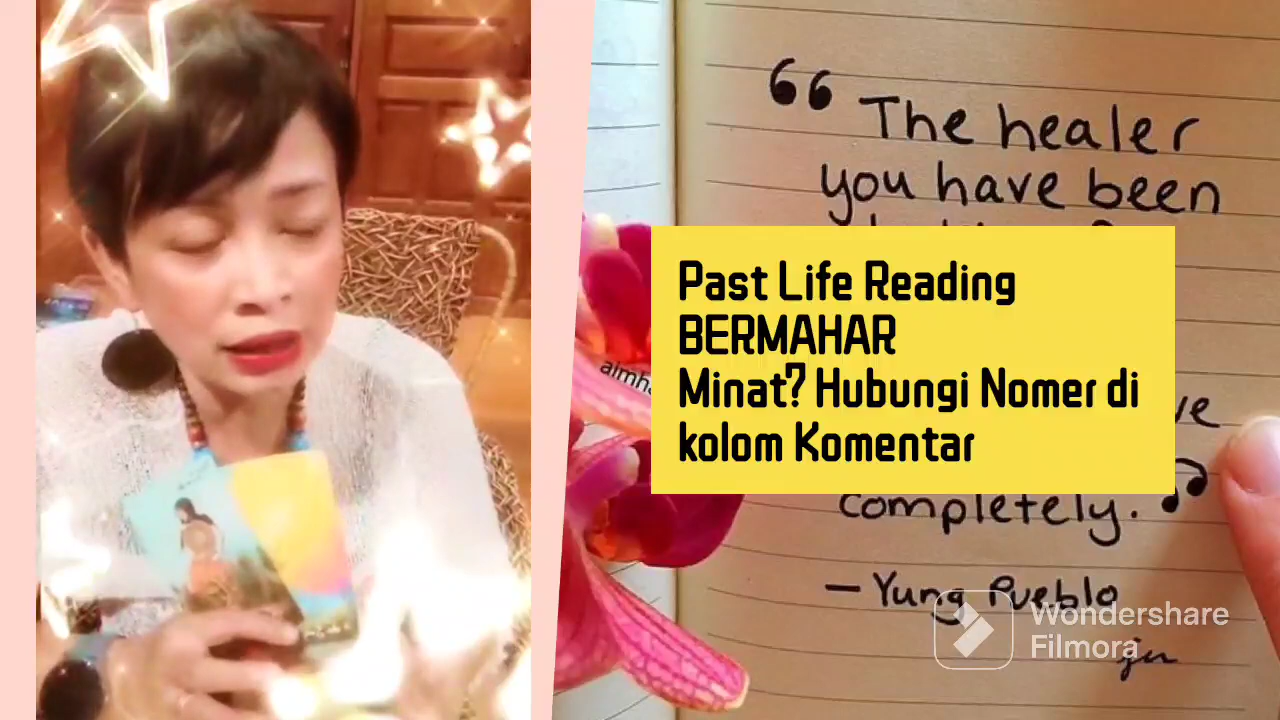 “ The healer
you have been
Past Life Reading
BERMAHAR
Minat? Hubungi Nomer di
kolom Komentar
completely.”
— Yung Pueblo
Wondershare
Filmora